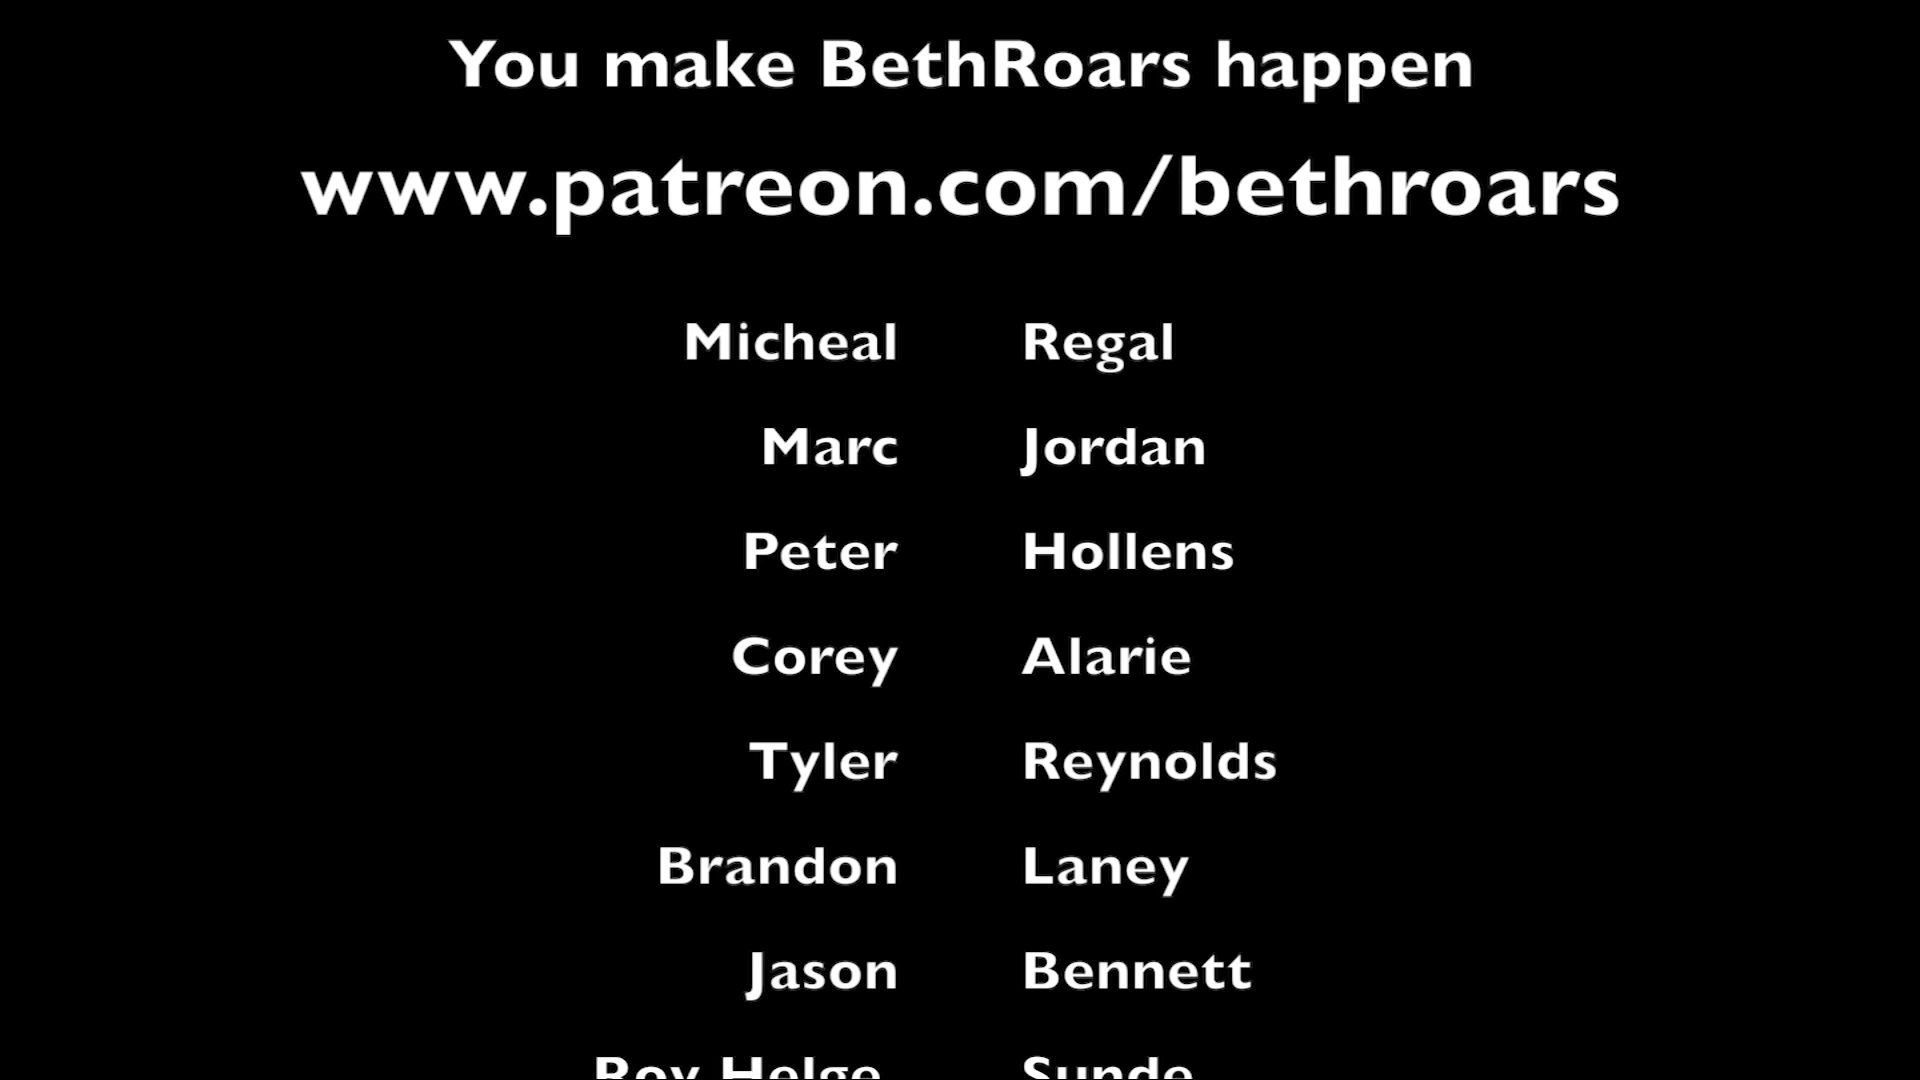 You make BethRoars happen
www.patreon.com/bethroars
Micheal Regal
Marc Jordan
Peter Hollens
Corey Alarie
Tyler Reynolds
Brandon Laney
Jason Bennett
Roy Helge Sunde